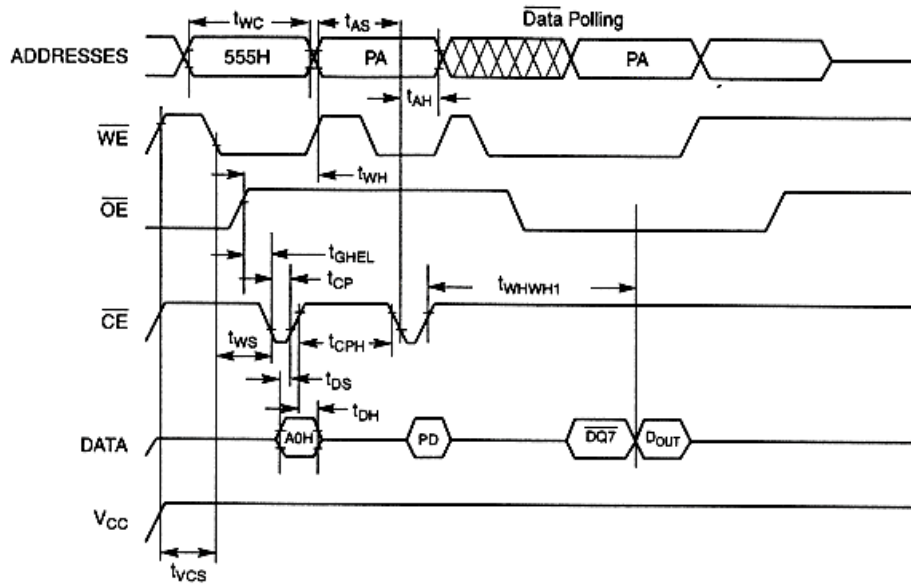 tWC
tAS
Data Polling
ADDRESSES
555H
PA
PA
tAH
WE
tWH
OE
tGHEL
tCP
tWHWH1
CE
tWS
tCPH
tDS
tDH
DATA
A0H
PD
DQ7
DOUT
VCC
tVCS